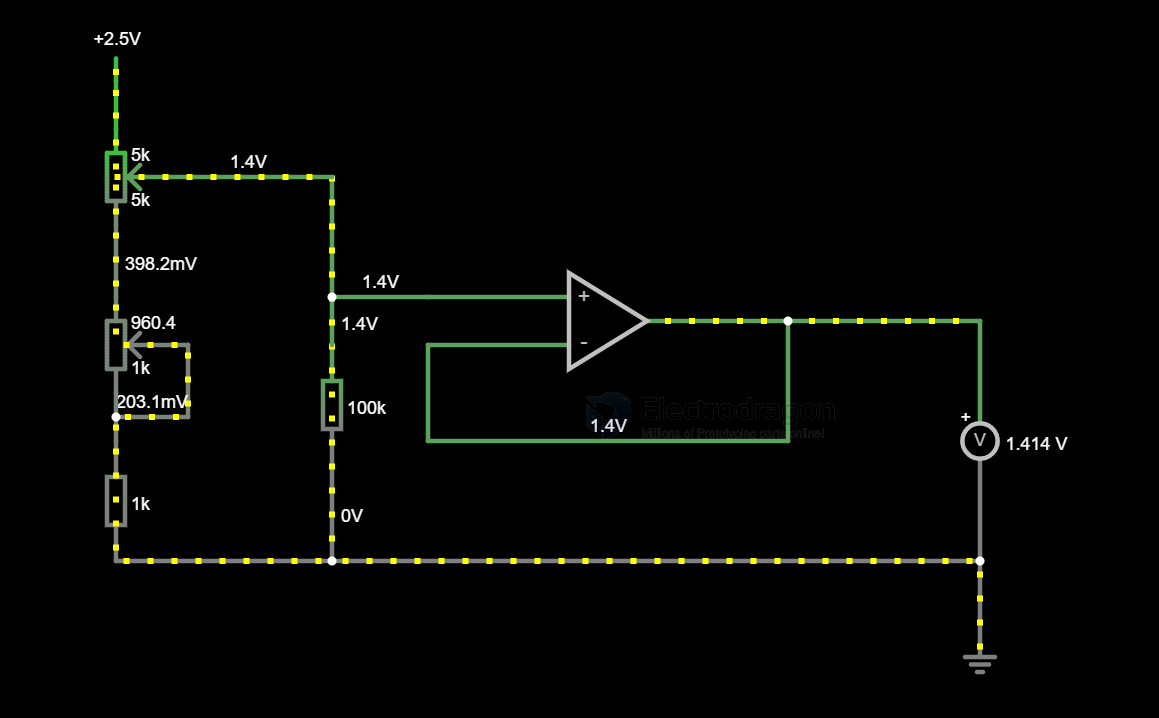 +2.5V
5k
1.4V
5k
398.2mV
1.4V
+
960.4
1.4V
-
1k
203.1mV
100k
Electrodragon
1.4V
Millions of Prototyping parts online!
+
V
1.414 V
1k
0V